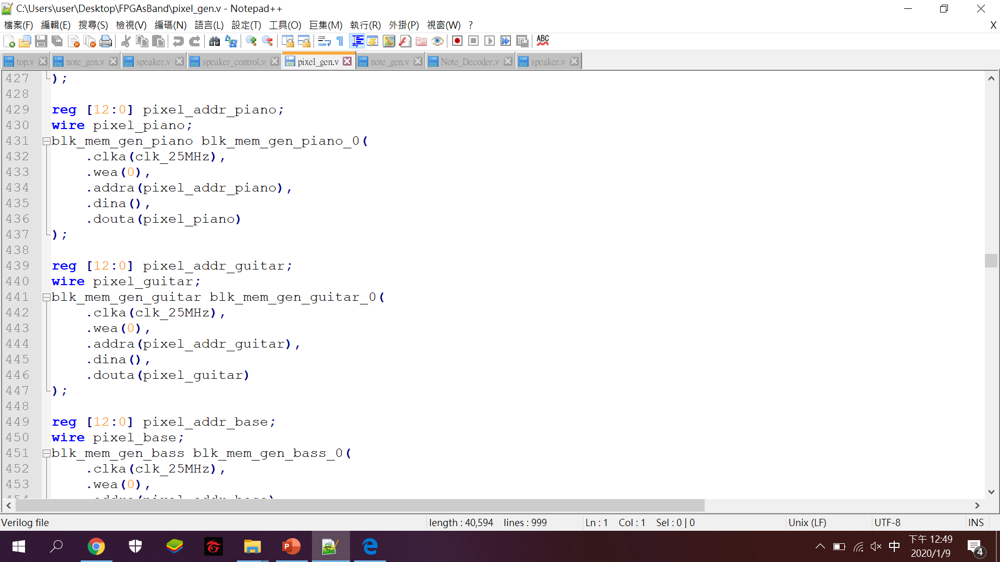 C:\Users\user\Desktop\FPGAsBand\pixel_gen.v - Notepad++
檔案(F) 編輯(E) 搜尋(S) 檢視(V) 編碼(N) 語言(L) 設定(T) 工具(O) 巨集(M) 執行(R) 外掛(P) 視窗(W) ? X
ABC
top.v note_gen.v speaker.v speaker_control.v pixel_gen.v note_gen.v Note_Decoder.v speaker.v
427 );
428
429 reg [12:0] pixel_addr_piano;
430 wire pixel_piano;
431 blk_mem_gen_piano blk_mem_gen_piano_0(
432 .clka(clk_25MHz),
433 .wea(0),
434 .addra(pixel_addr_piano),
435 .dina(),
436 .douta(pixel_piano)
437 );
438
439 reg [12:0] pixel_addr_guitar;
440 wire pixel_guitar;
441 blk_mem_gen_guitar blk_mem_gen_guitar_0(
442 .clka(clk_25MHz),
443 .wea(0),
444 .addra(pixel_addr_guitar),
445 .dina(),
446 .douta(pixel_guitar)
447 );
448
449 reg [12:0] pixel_addr_base;
450 wire pixel_base;
451 blk_mem_gen_bass blk_mem_gen_bass_0(
452 .clka(clk_25MHz),
453 .wea(0),
454 .addra(pixel_addr_base)
Verilog file length : 40,594 lines : 999 Ln : 1 Col : 1 Sel : 0 | 0 Unix (LF) UTF-8 INS
中 下午 12:49
2020/1/9 4